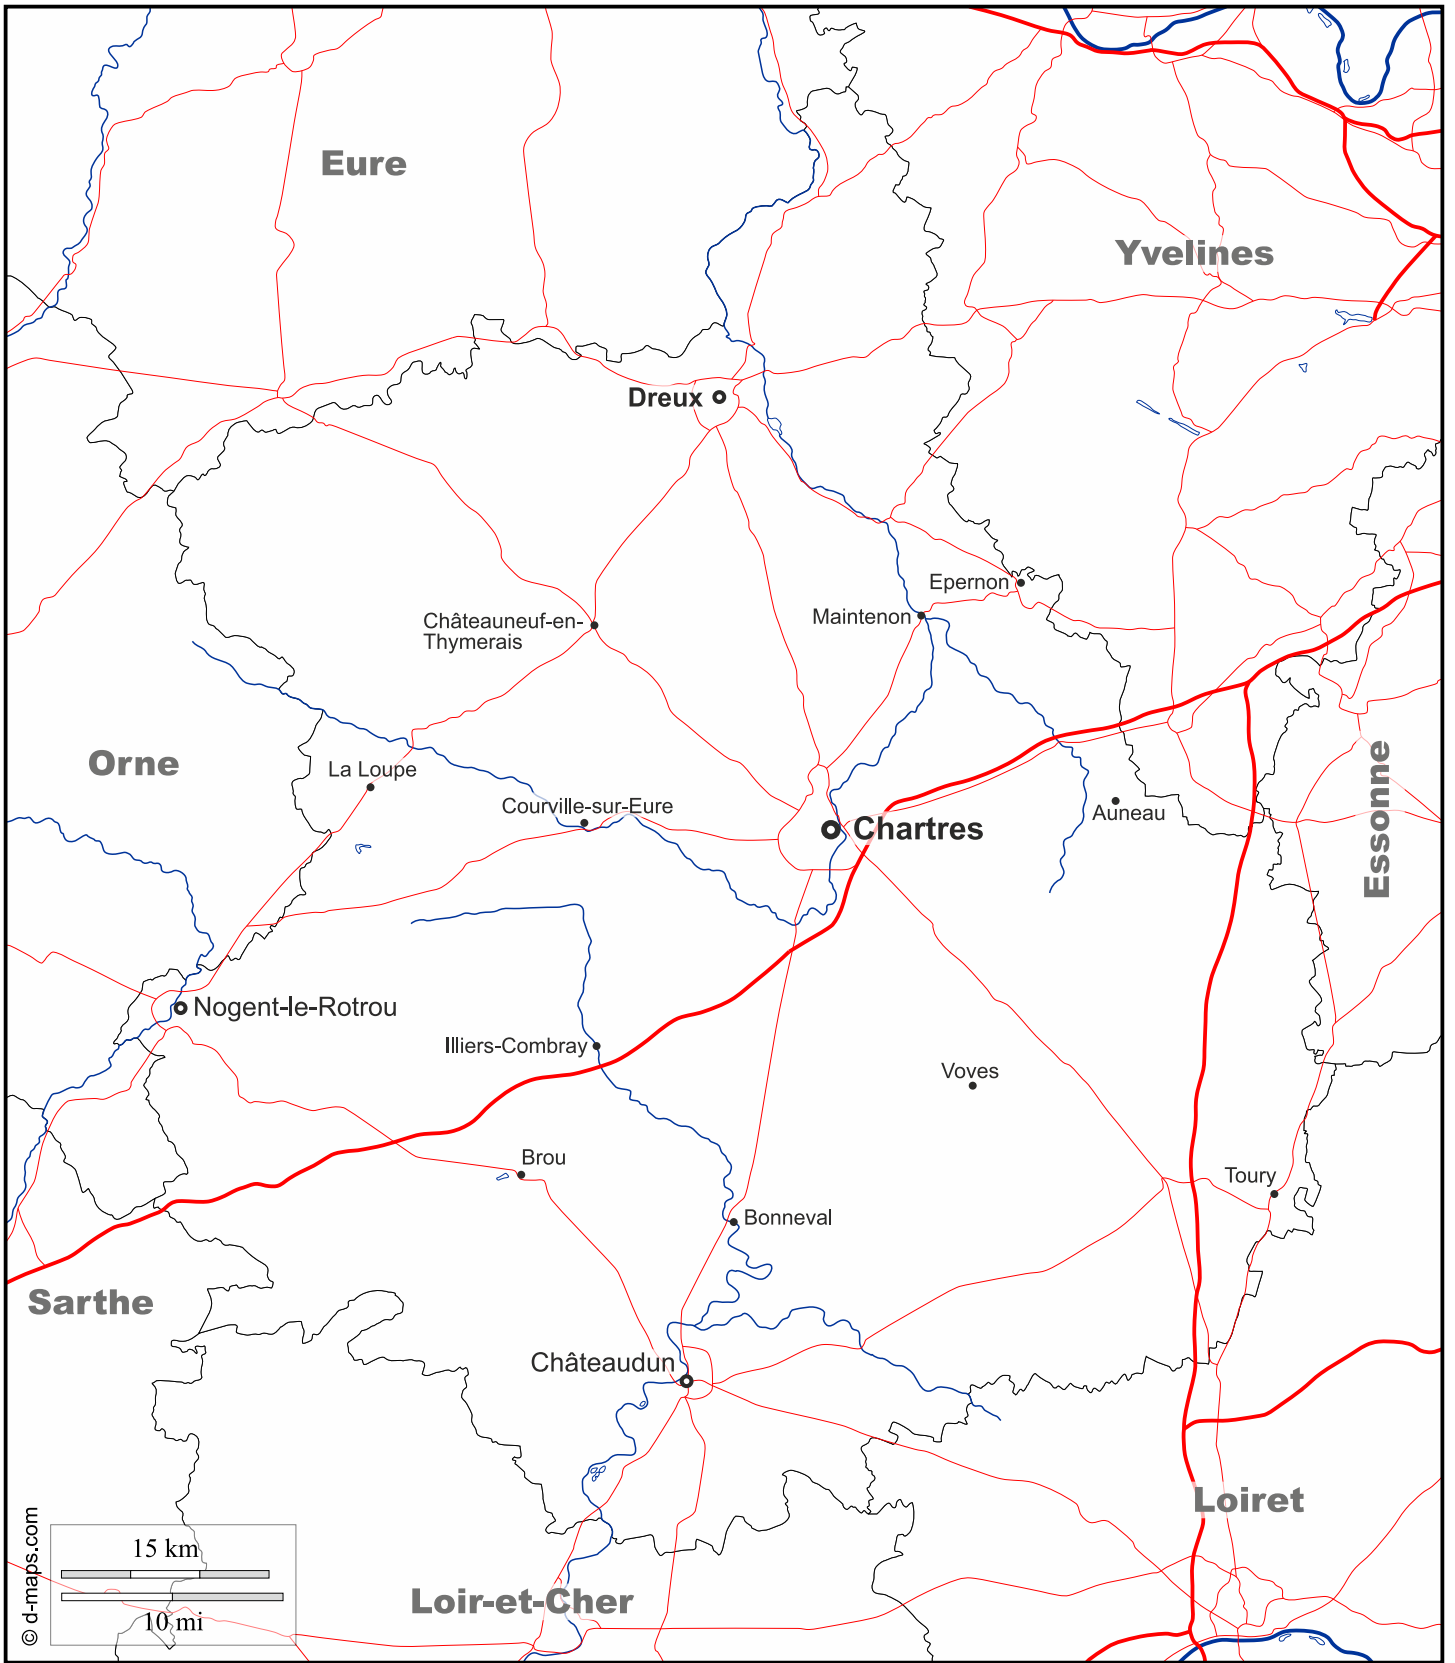 Eure
Yvelines
Dreux
Epernon
Maintenon
Châteauneuf-en-
Thymerais
Orne
La Loupe
Courville-sur-Eure
Chartres
Auneau
Essonne
Nogent-le-Rotrou
Illiers-Combray
Voves
Brou
Toury
Bonneval
Sarthe
Châteaudun
Loiret
Loir-et-Cher
15 km
10 mi
© d-maps.com